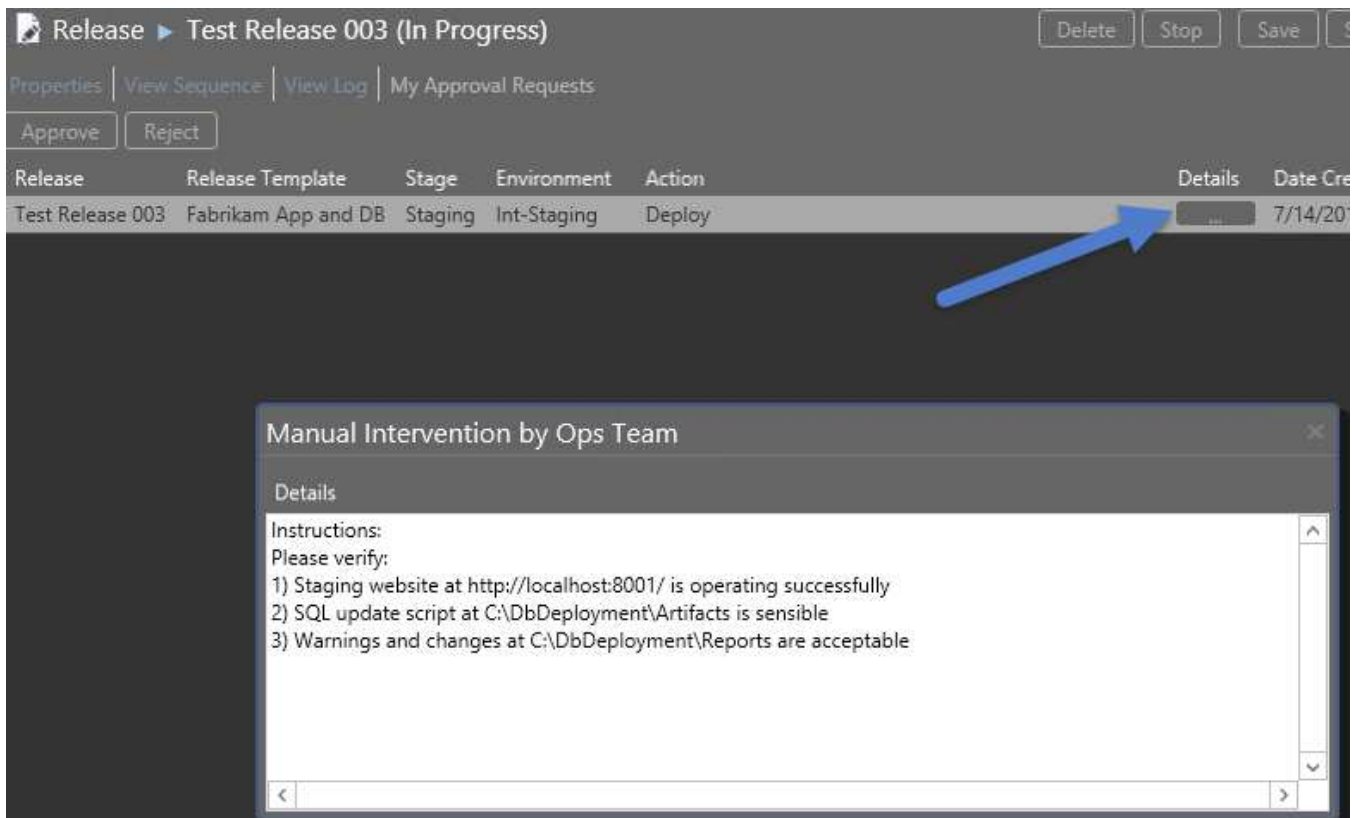 Release ▶ Test Release 003 (In Progress)
Delete Stop Save
Properties View Sequence View Log My Approval Requests
Approve Reject
Release Release Template Stage Environment Action Details Date Cre
Test Release 003 Fabrikam App and DB Staging Int-Staging Deploy ... 7/14/201
Manual Intervention by Ops Team
Details
Instructions:
Please verify:
1) Staging website at http://localhost:8001/ is operating successfully
2) SQL update script at C:\DbDeployment\Artifacts is sensible
3) Warnings and changes at C:\DbDeployment\Reports are acceptable